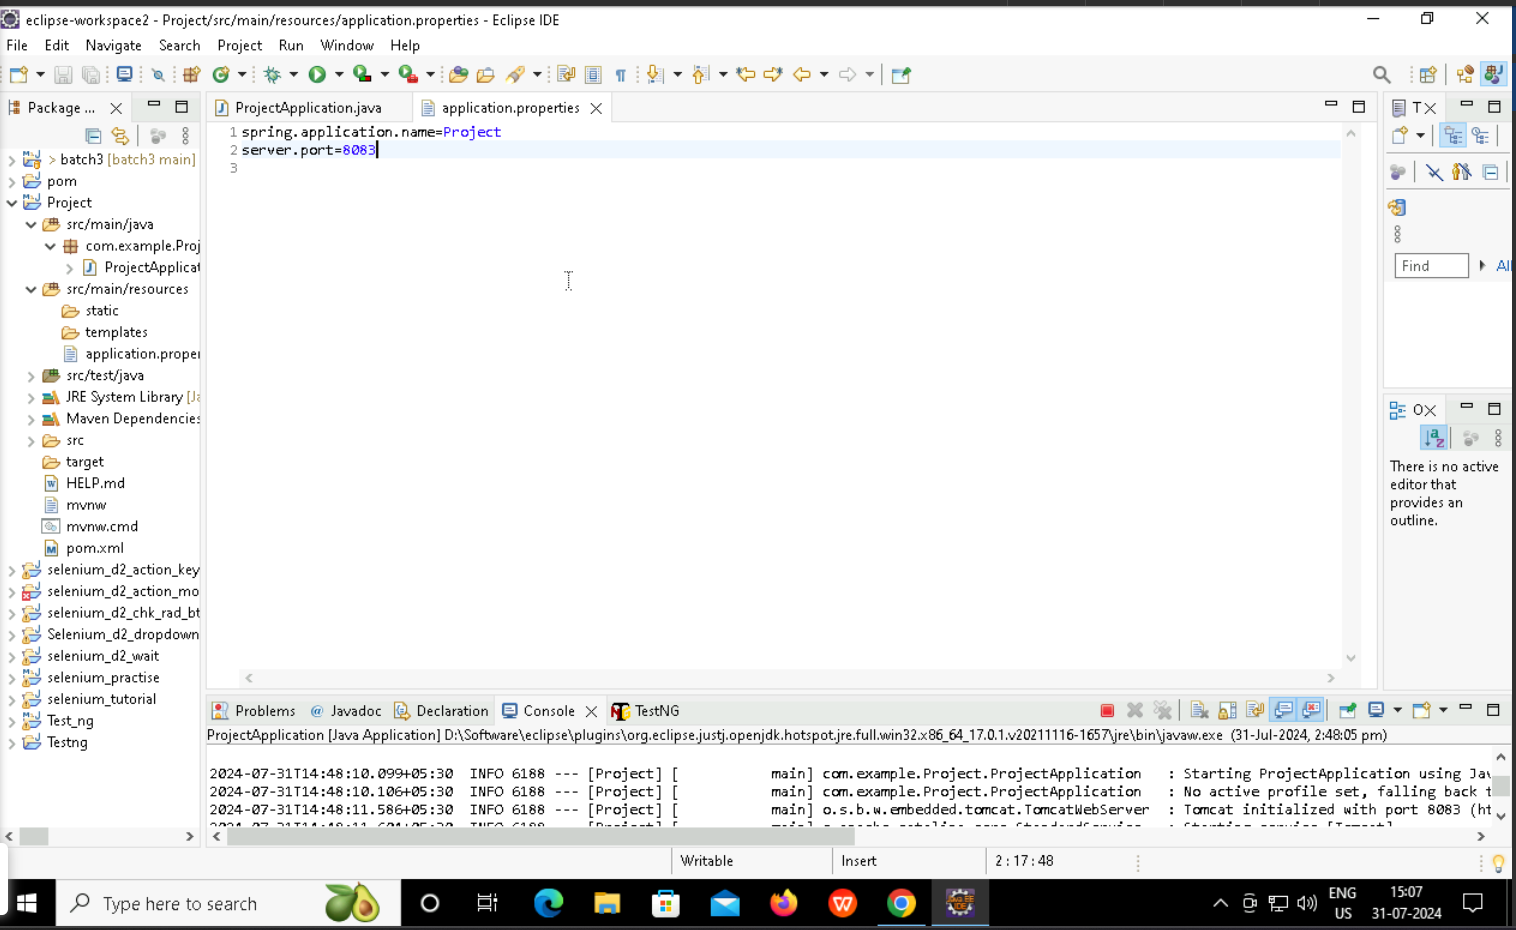 eclipse-workspace2 - Project/src/main/resources/application.properties - Eclipse IDE
File Edit Navigate Search Project Run Window Help
Package ...
ProjectApplication.java
application.properties
1 spring.application.name=Project
2 server.port=8083
3
> batch3 [batch3 main]
pom
Project
src/main/java
com.example.Proj
ProjectApplicat
src/main/resources
static
templates
application.proper
src/test/java
JRE System Library [Ja
Maven Dependencies
src
target
HELP.md
mvnw
mvnw.cmd
pom.xml
selenium_d2_action_key
selenium_d2_action_mo
selenium_d2_chk_rad_bt
Selenium_d2_dropdown
selenium_d2_wait
selenium_practise
selenium_tutorial
Test_ng
Testng
T
Find
All
O
There is no active
editor that
provides an
outline.
Problems @ Javadoc Declaration Console TestNG
ProjectApplication [Java Application] D:\Software\eclipse\plugins\org.eclipse.justj.openjdk.hotspot.jre.full.win32.x86_64_17.0.1.v20211116-1657\jre\bin\javaw.exe (31-Jul-2024, 2:48:05 pm)
2024-07-31T14:48:10.099+05:30 INFO 6188 --- [Project] [ main] com.example.Project.ProjectApplication : Starting ProjectApplication using Jav
2024-07-31T14:48:10.106+05:30 INFO 6188 --- [Project] [ main] com.example.Project.ProjectApplication : No active profile set, falling back t
2024-07-31T14:48:11.586+05:30 INFO 6188 --- [Project] [ main] o.s.b.w.embedded.tomcat.TomcatWebServer : Tomcat initialized with port 8083 (ht
Writable Insert 2 : 17 : 48
Type here to search
ENG
US
15:07
31-07-2024